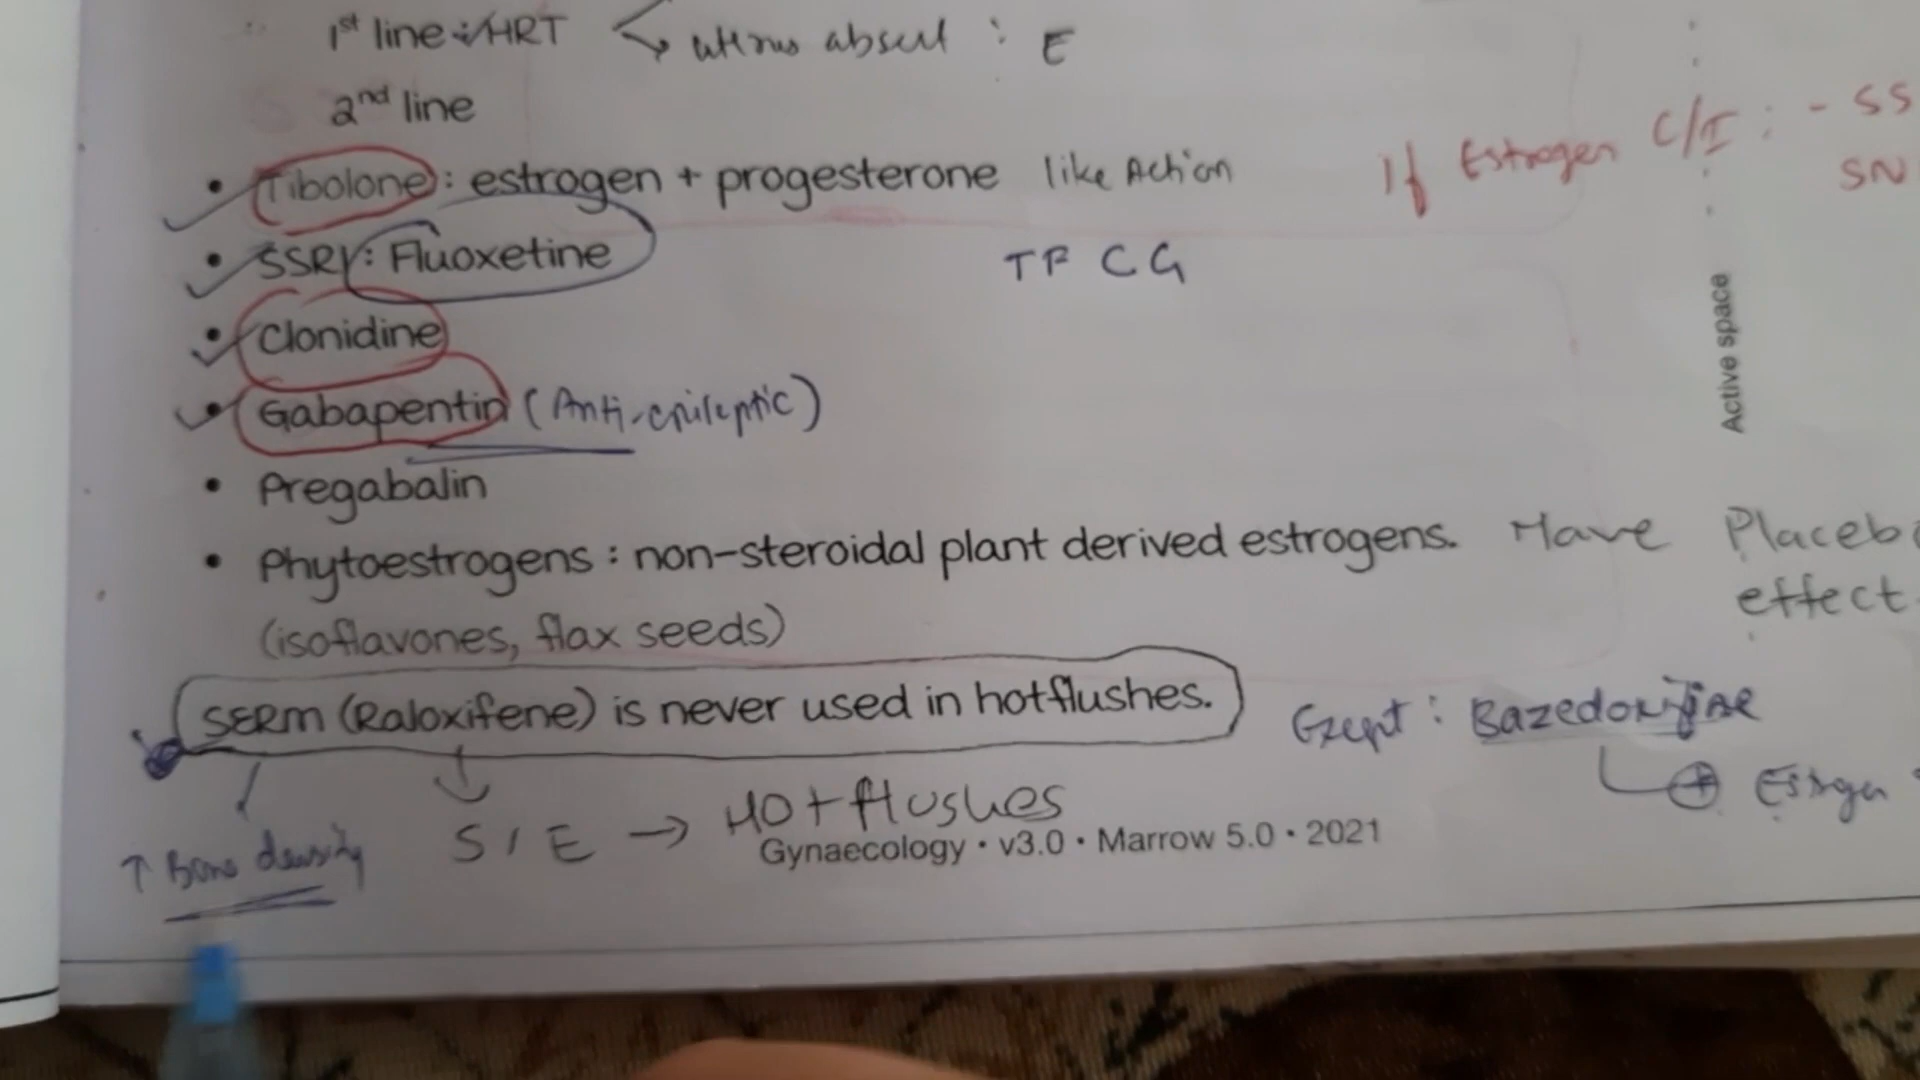 1st line : HRT uterus absent : E
2nd line
If Estrogen C/I : - SS
SN
• Tibolone : estrogen + progesterone like Action
• SSRI : Fluoxetine
TF CG
• Clonidine
• Gabapentin (Anti-epileptic)
• Pregabalin
• Phytoestrogens : non-steroidal plant derived estrogens. Have Placeb
effect
(isoflavones, flax seeds)
SERM (Raloxifene) is never used in hotflushes. Except : Bazedoxifine
⊕ Estrogen
↑ Bone density
S/E → Hot flushes
Gynaecology • v3.0 • Marrow 5.0 • 2021
Active space